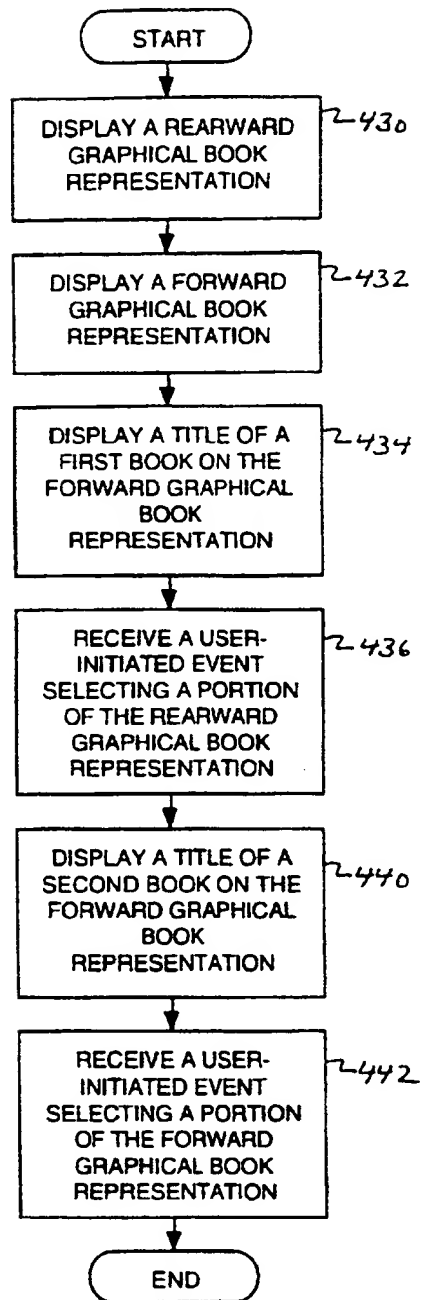 START
DISPLAY A REARWARD
GRAPHICAL BOOK
REPRESENTATION
430
DISPLAY A FORWARD
GRAPHICAL BOOK
REPRESENTATION
432
DISPLAY A TITLE OF A
FIRST BOOK ON THE
FORWARD GRAPHICAL
BOOK
REPRESENTATION
434
RECEIVE A USER-
INITIATED EVENT
SELECTING A PORTION
OF THE REARWARD
GRAPHICAL BOOK
REPRESENTATION
436
DISPLAY A TITLE OF A
SECOND BOOK ON THE
FORWARD GRAPHICAL
BOOK
REPRESENTATION
440
RECEIVE A USER-
INITIATED EVENT
SELECTING A PORTION
OF THE FORWARD
GRAPHICAL BOOK
REPRESENTATION
442
END